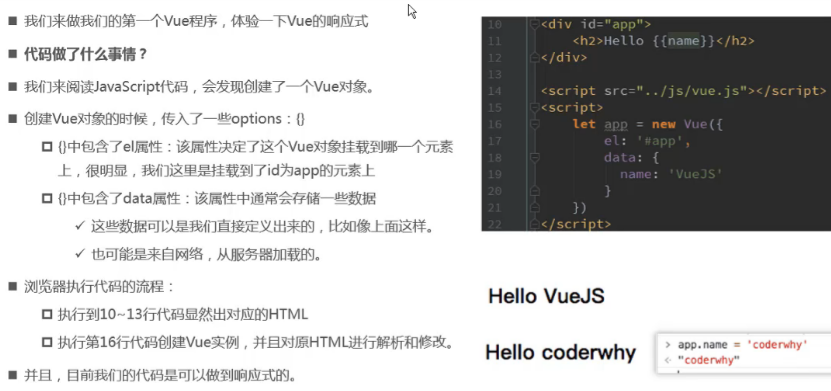 ■ 我们来做我们的第一个Vue程序，体验一下Vue的响应式
■ 代码做了什么事情？
■ 我们来阅读JavaScript代码，会发现创建了一个Vue对象。
■ 创建Vue对象的时候，传入了一些options：{}
{}中包含了el属性：该属性决定了这个Vue对象挂载到哪一个元素
上，很明显，我们这里是挂载到了id为app的元素上
{}中包含了data属性：该属性中通常会存储一些数据
✓ 这些数据可以是我们直接定义出来的，比如像上面这样。
✓ 也可能是来自网络，从服务器加载的。
■ 浏览器执行代码的流程：
执行到10~13行代码显然出对应的HTML
执行第16行代码创建Vue实例，并且对原HTML进行解析和修改。
■ 并且，目前我们的代码是可以做到响应式的。
10 <div id="app">
11 <h2>Hello {{name}}</h2>
12 </div>
13
14 <script src="../js/vue.js"></script>
15 <script>
16 let app = new Vue({
17 el: '#app',
18 data: {
19 name: 'VueJS'
20 }
21 })
22 </script>
Hello VueJS
Hello coderwhy
> app.name = 'coderwhy'
< "coderwhy"